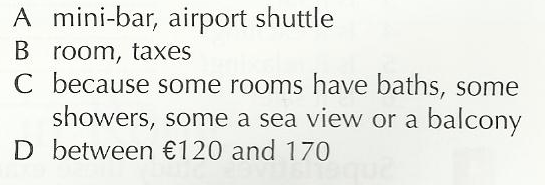 A mini-bar, airport shuttle
B room, taxes
C because some rooms have baths, some
showers, some a sea view or a balcony
D between €120 and 170